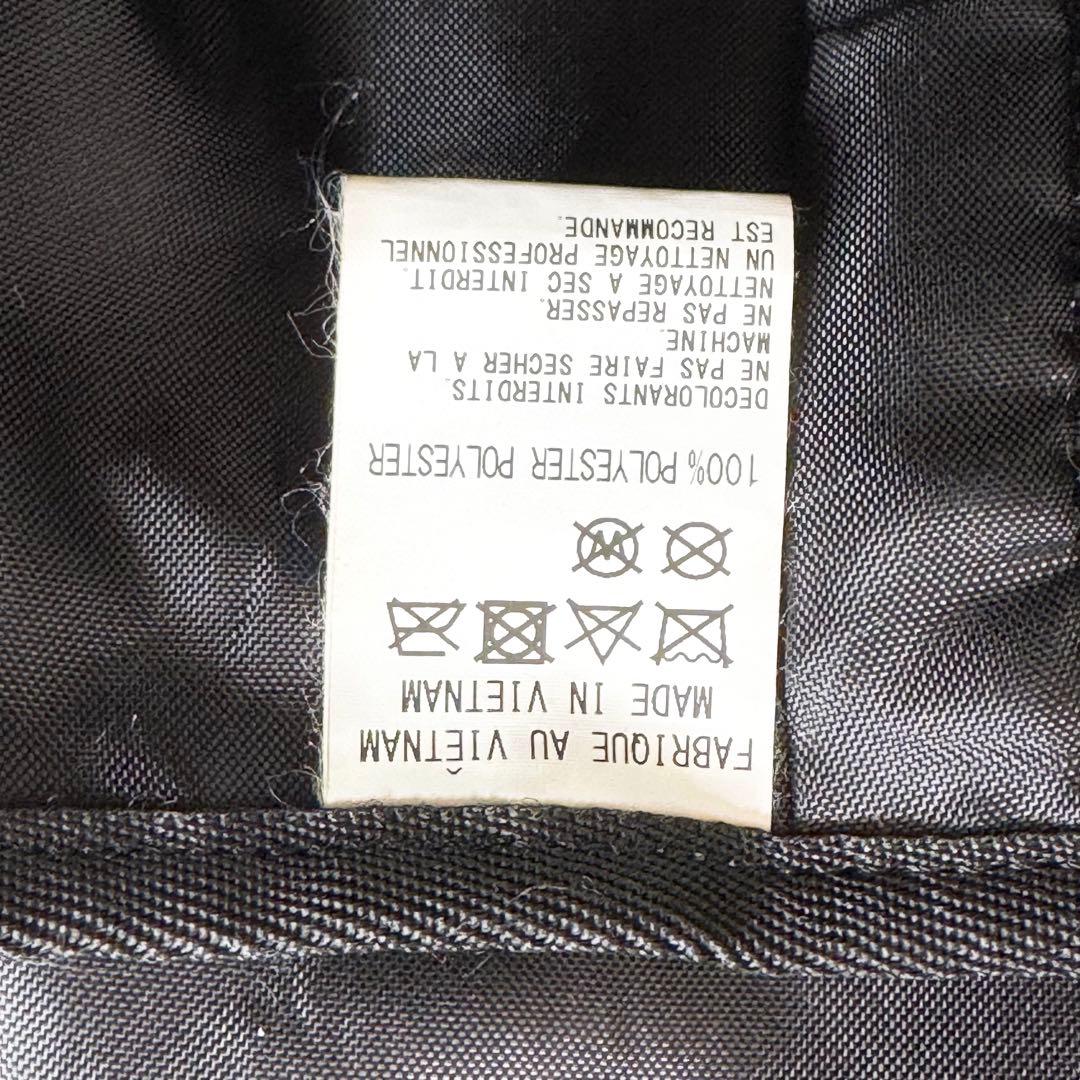 FABRIQUE AU VIÊTNAM
MADE IN VIETNAM
W
100% POLYESTER POLYESTER
DECOLORANTS INTERDITS.
NE PAS FAIRE SECHER A LA
MACHINE.
NE PAS REPASSER.
NETTOYAGE A SEC INTERDIT.
UN NETTOYAGE PROFESSIONNEL
EST RECOMMANDE.